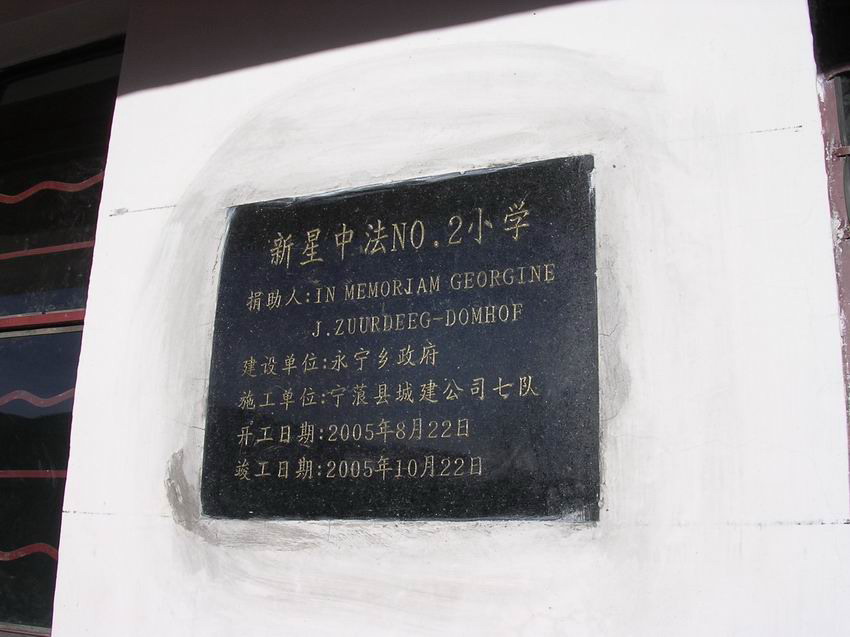 新星中法NO.2小学
捐助人:IN MEMORIAM GEORGINE
J.ZUURDEEG-DOMHOF
建设单位:永宁乡政府
施工单位:宁蒗县城建公司七队
开工日期:2005年8月22日
竣工日期:2005年10月22日